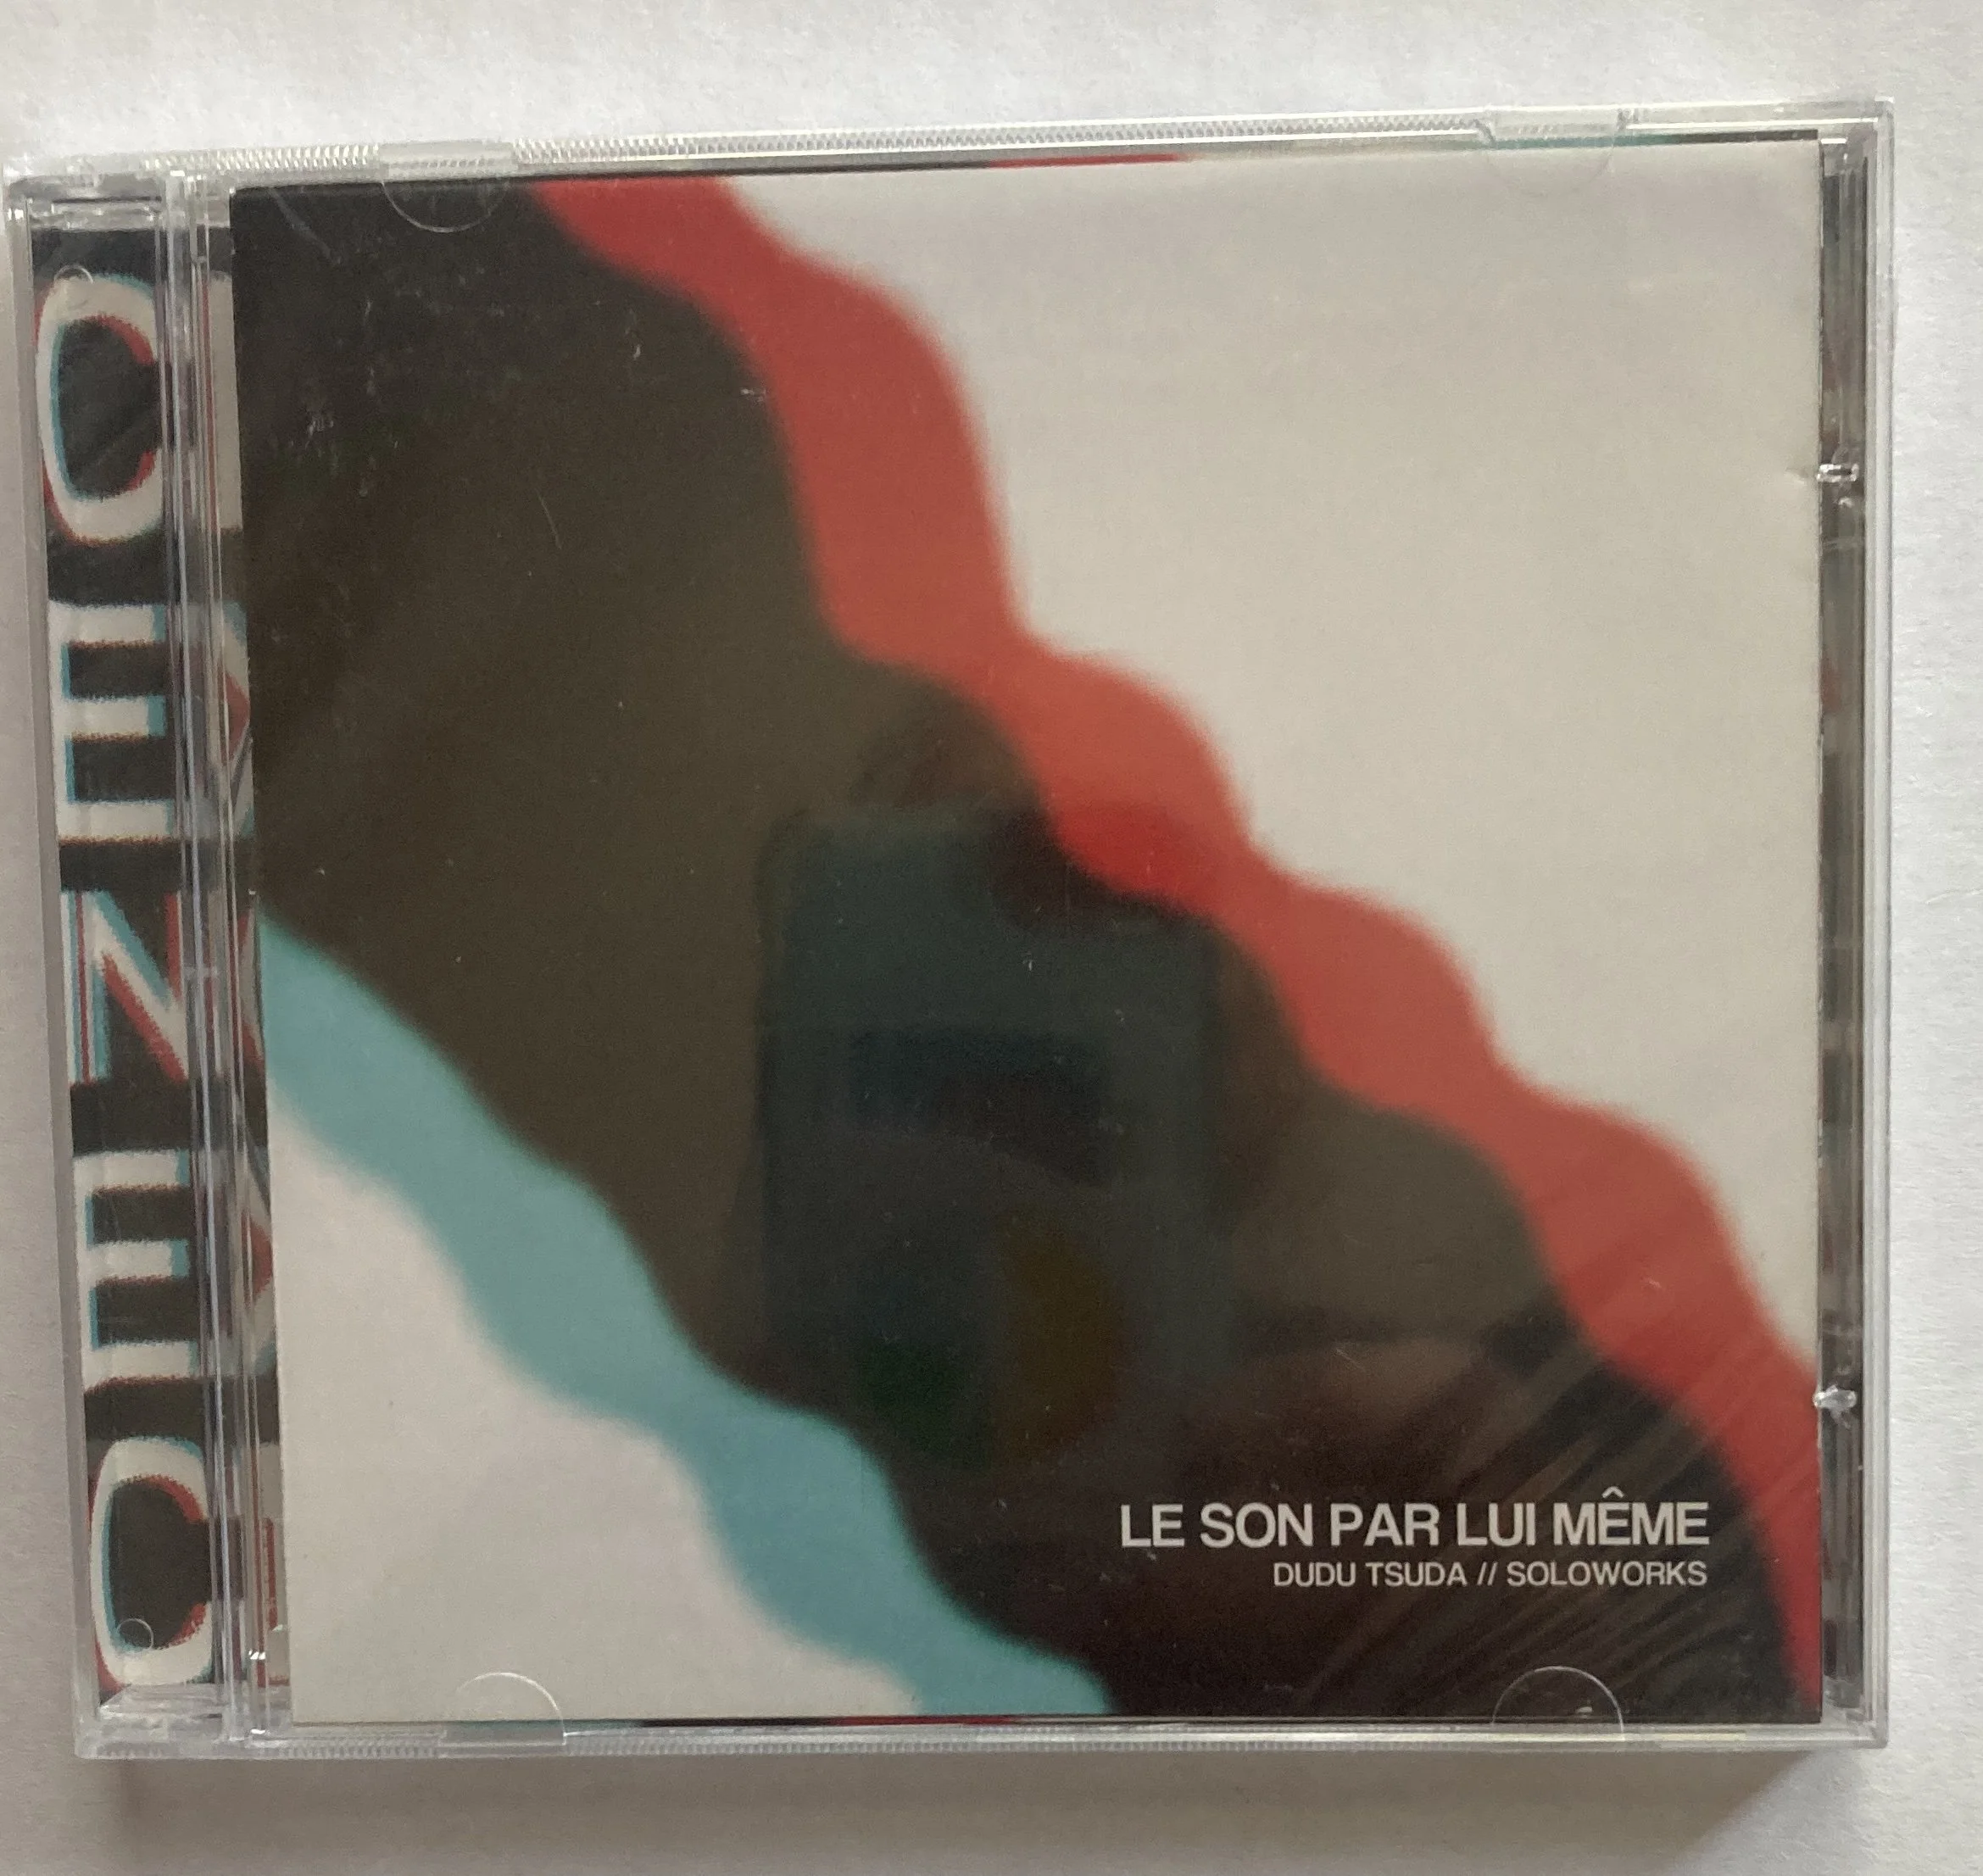 LE SON PAR LUI MÊME
DUDU TSUDA // SOLOWORKS